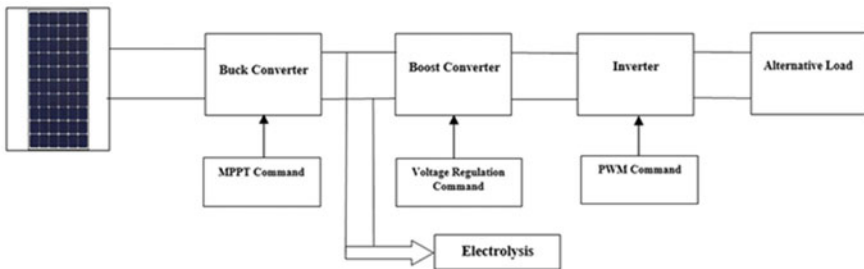 Buck Converter
Boost Converter
Inverter
Alternative Load
MPPT Command
Voltage Regulation
Command
PWM Command
Electrolysis